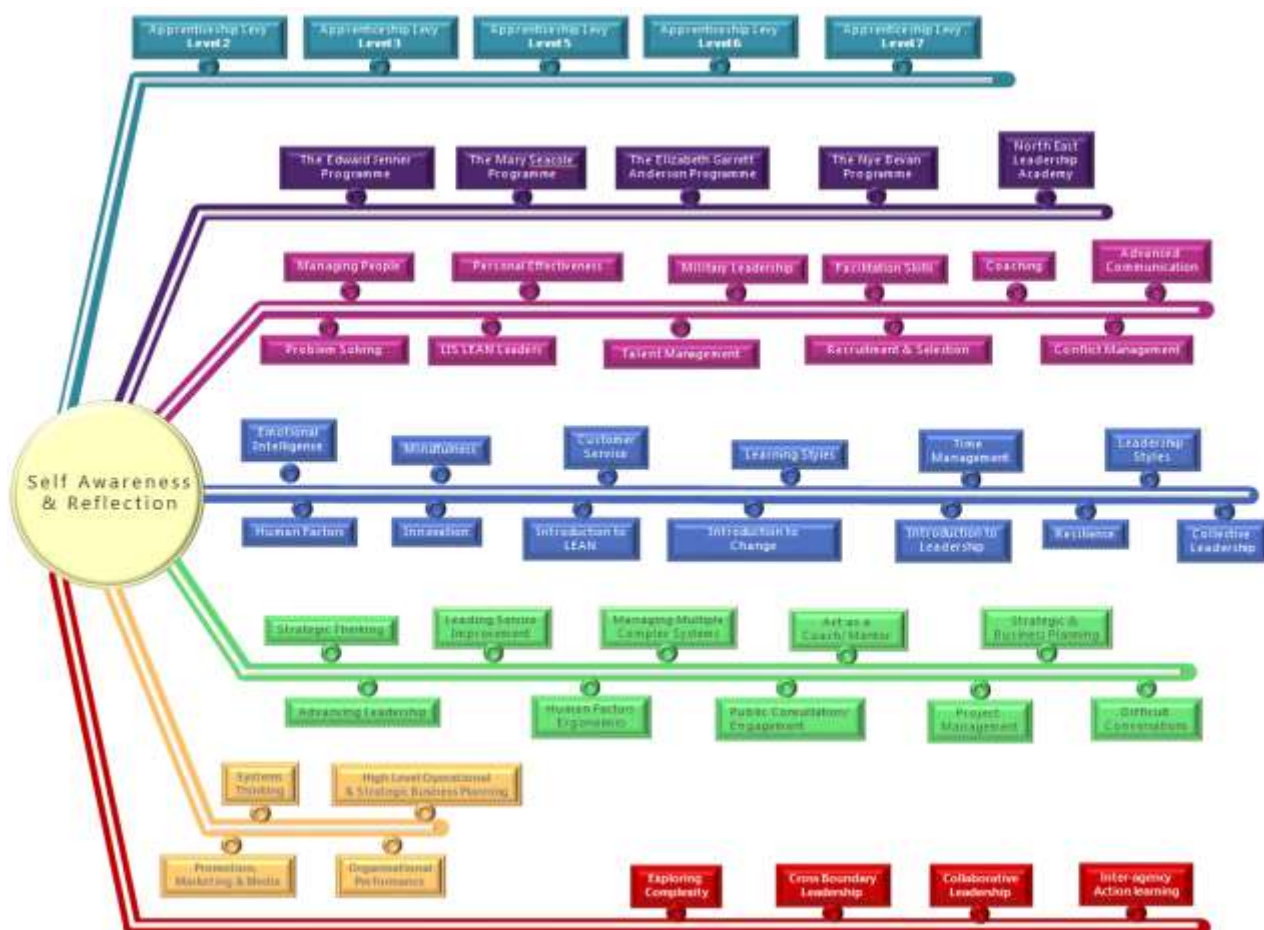 Apprenticeship Levy
Level 2
Apprenticeship Levy
Level 3
Apprenticeship Levy
Level 5
Apprenticeship Levy
Level 6
Apprenticeship Levy
Level 7
The Edward Jenner
Programme
The Mary Seacole
Programme
The Elizabeth Garrett
Anderson Programme
The Nye Bevan
Programme
North East
Leadership
Academy
Managing People
Personal Effectiveness
Military Leadership
Facilitation Skills
Coaching
Advanced
Communication
Problem Solving
LIS LEAN Leaders
Talent Management
Recruitment & Selection
Conflict Management
Self Awareness
& Reflection
Emotional
Intelligence
Mindfulness
Customer
Service
Learning Styles
Time
Management
Leadership
Styles
Human Factors
Innovation
Introduction to
LEAN
Introduction to
Change
Introduction to
Leadership
Resilience
Collective
Leadership
Strategic Thinking
Leading Service
Improvement
Managing Multiple
Complex Systems
Act as a
Coach/Mentor
Strategic &
Business Planning
Advancing Leadership
Human Factors
Ergonomics
Public Consultation/
Engagement
Project
Management
Difficult
Conversations
Systems
Thinking
High Level Operational
& Strategic Business Planning
Promotions,
Marketing & Media
Organisational
Performance
Exploring
Complexity
Cross Boundary
Leadership
Collaborative
Leadership
Inter-agency
Action learning